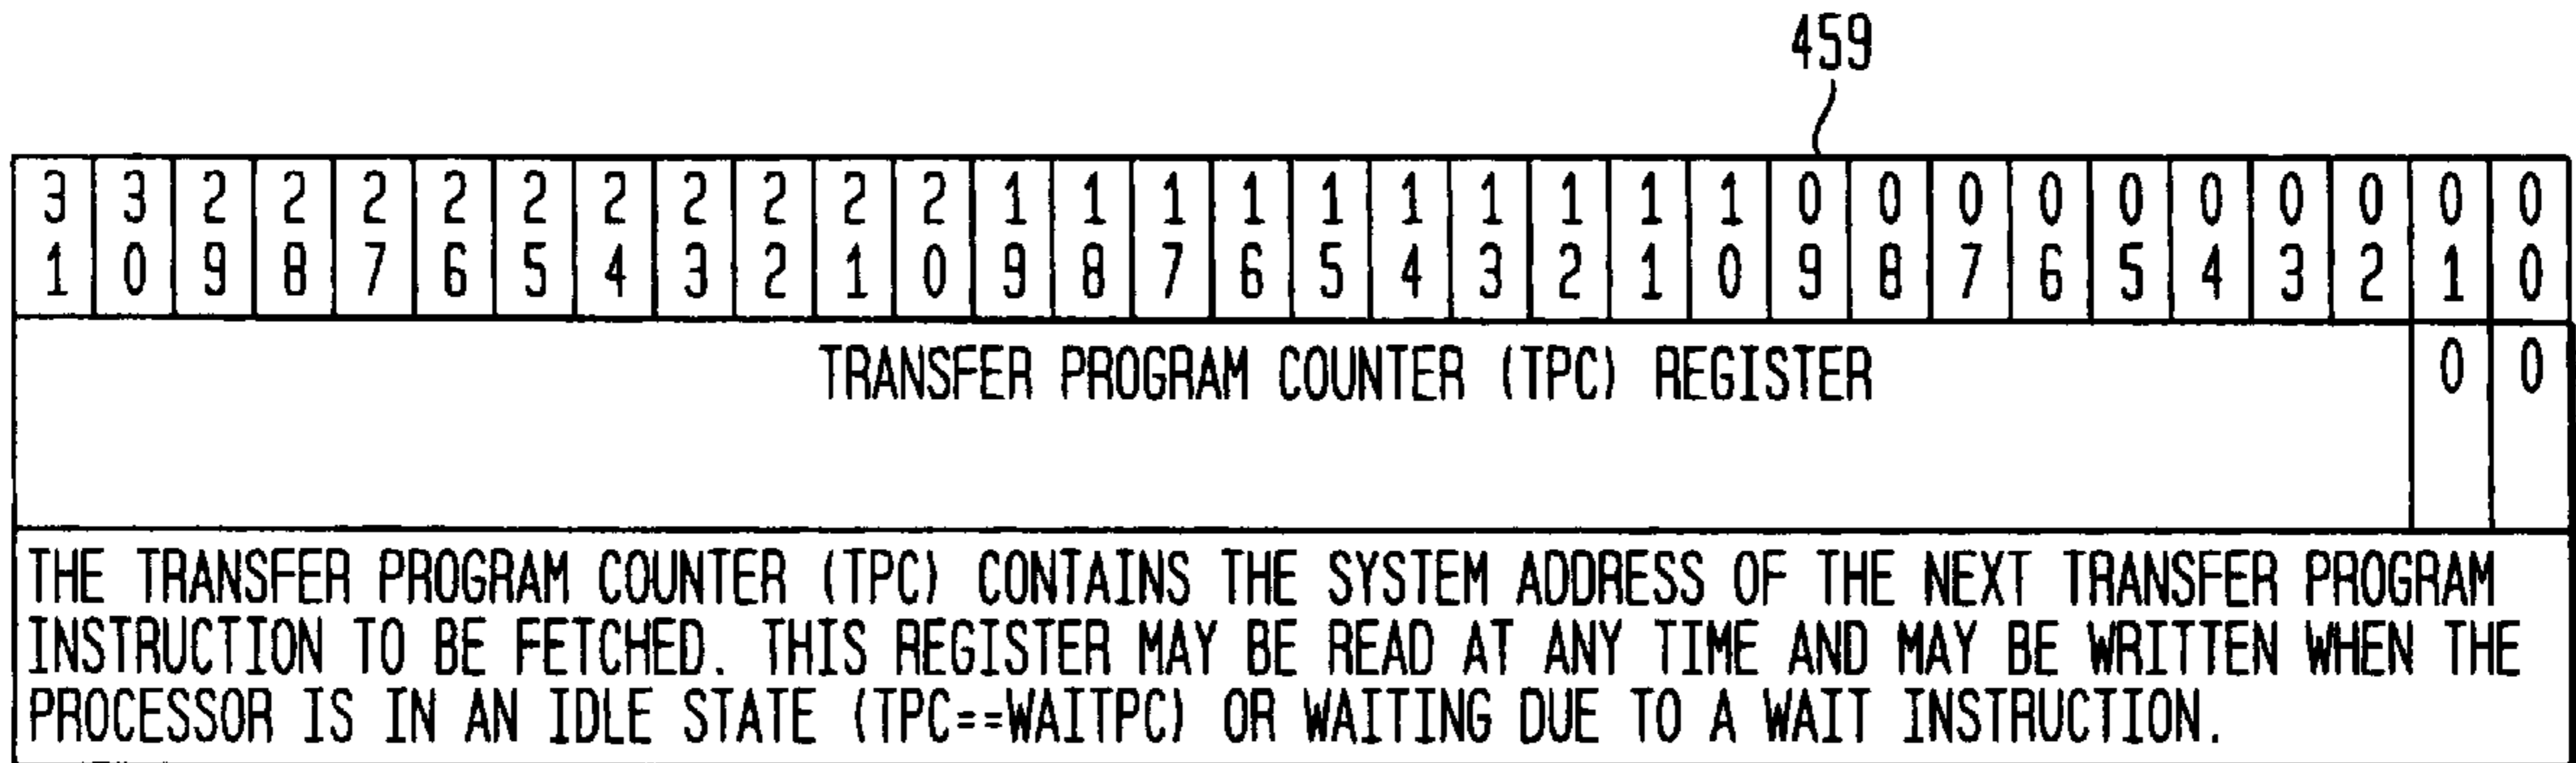 459
3 3 2 2 2 2 2 2 2 2 2 2 1 1 1 1 1 1 1 1 1 1 0 0 0 0 0 0 0 0 0 0
1 0 9 8 7 6 5 4 3 2 1 0 9 8 7 6 5 4 3 2 1 0 9 8 7 6 5 4 3 2 1 0
TRANSFER PROGRAM COUNTER (TPC) REGISTER 0 0
THE TRANSFER PROGRAM COUNTER (TPC) CONTAINS THE SYSTEM ADDRESS OF THE NEXT TRANSFER PROGRAM
INSTRUCTION TO BE FETCHED. THIS REGISTER MAY BE READ AT ANY TIME AND MAY BE WRITTEN WHEN THE
PROCESSOR IS IN AN IDLE STATE (TPC==WAITPC) OR WAITING DUE TO A WAIT INSTRUCTION.